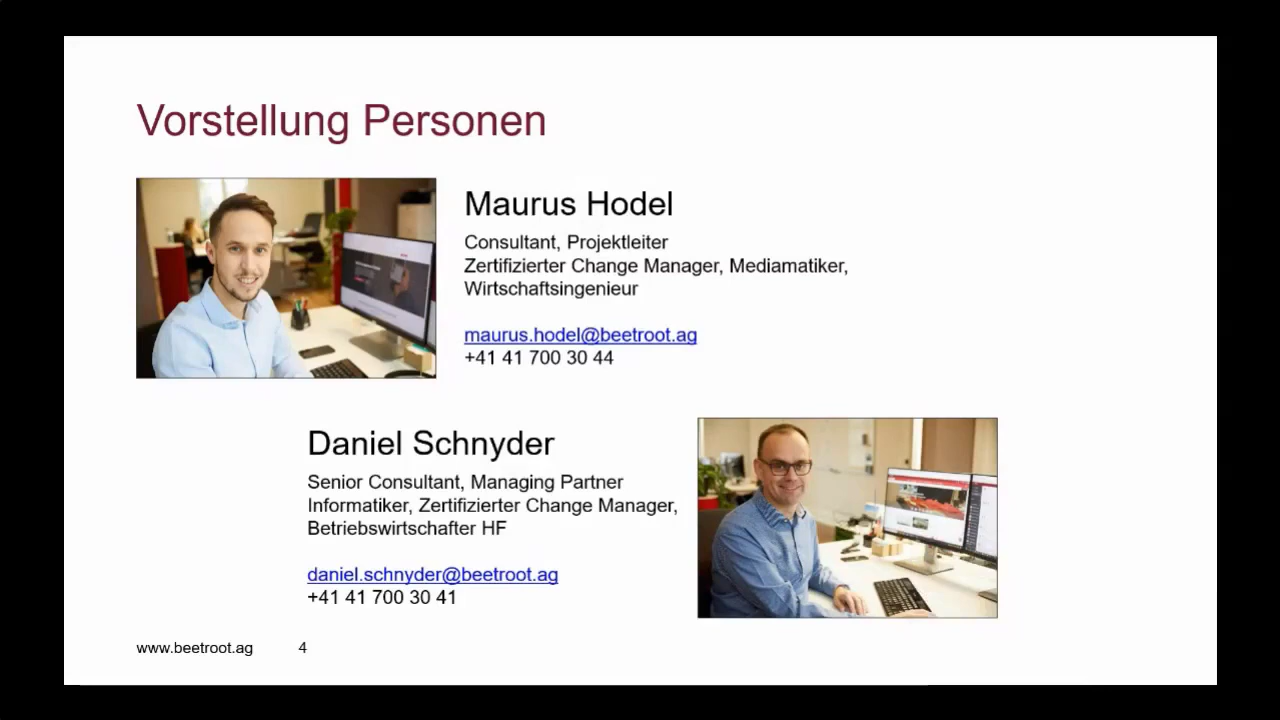 Vorstellung Personen
Maurus Hodel
Consultant, Projektleiter
Zertifizierter Change Manager, Mediamatiker,
Wirtschaftsingenieur
maurus.hodel@beetroot.ag
+41 41 700 30 44
Daniel Schnyder
Senior Consultant, Managing Partner
Informatiker, Zertifizierter Change Manager,
Betriebswirtschafter HF
daniel.schnyder@beetroot.ag
+41 41 700 30 41
www.beetroot.ag 4